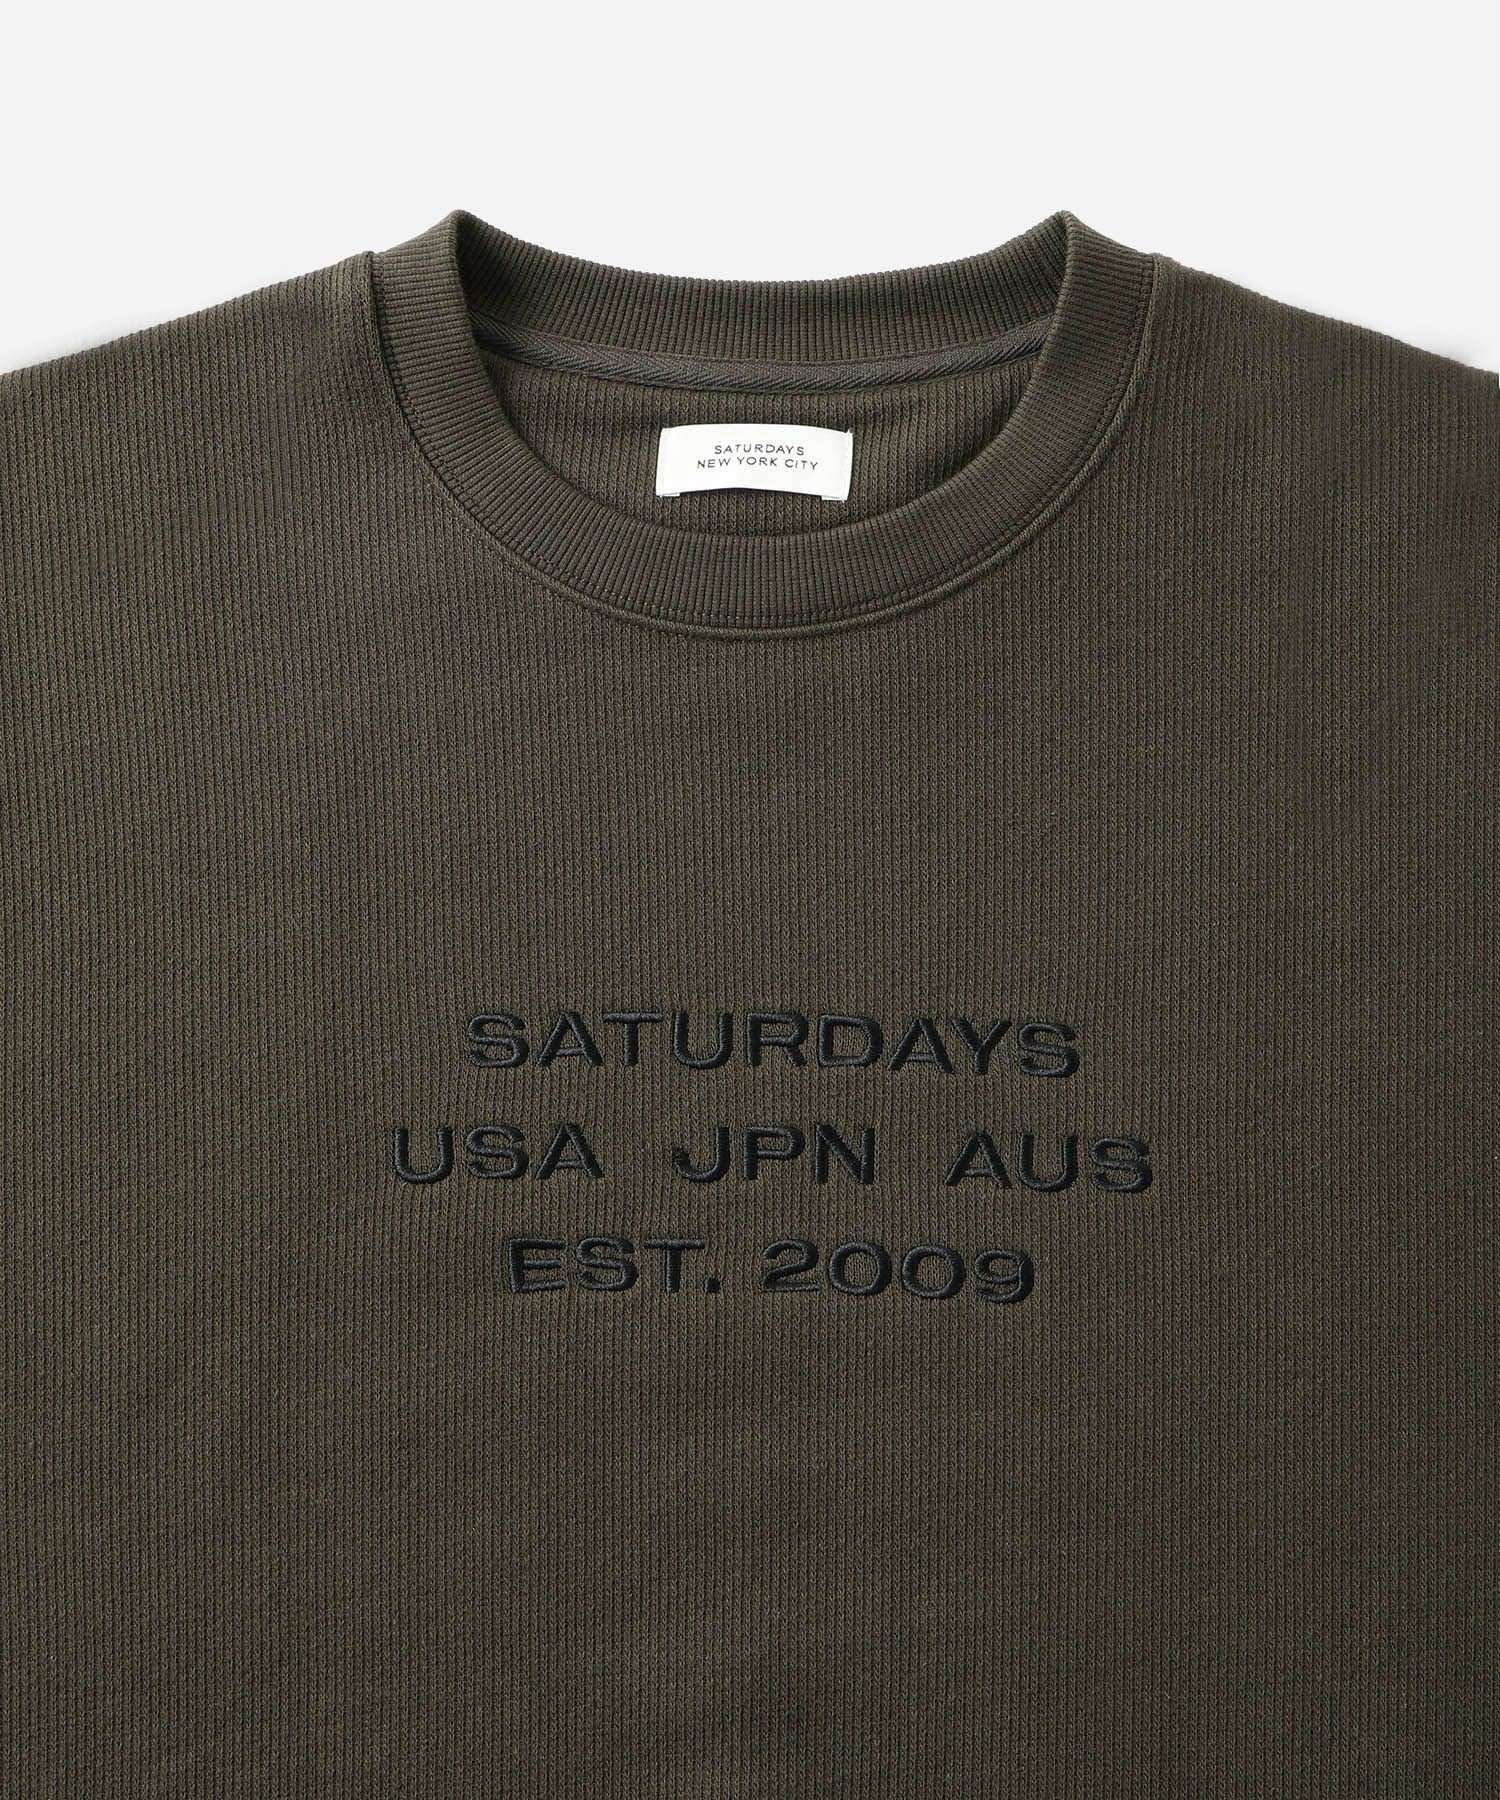 SATURDAYS
NEW YORK CITY
SATURDAYS
USA JPN AUS
EST. 2009